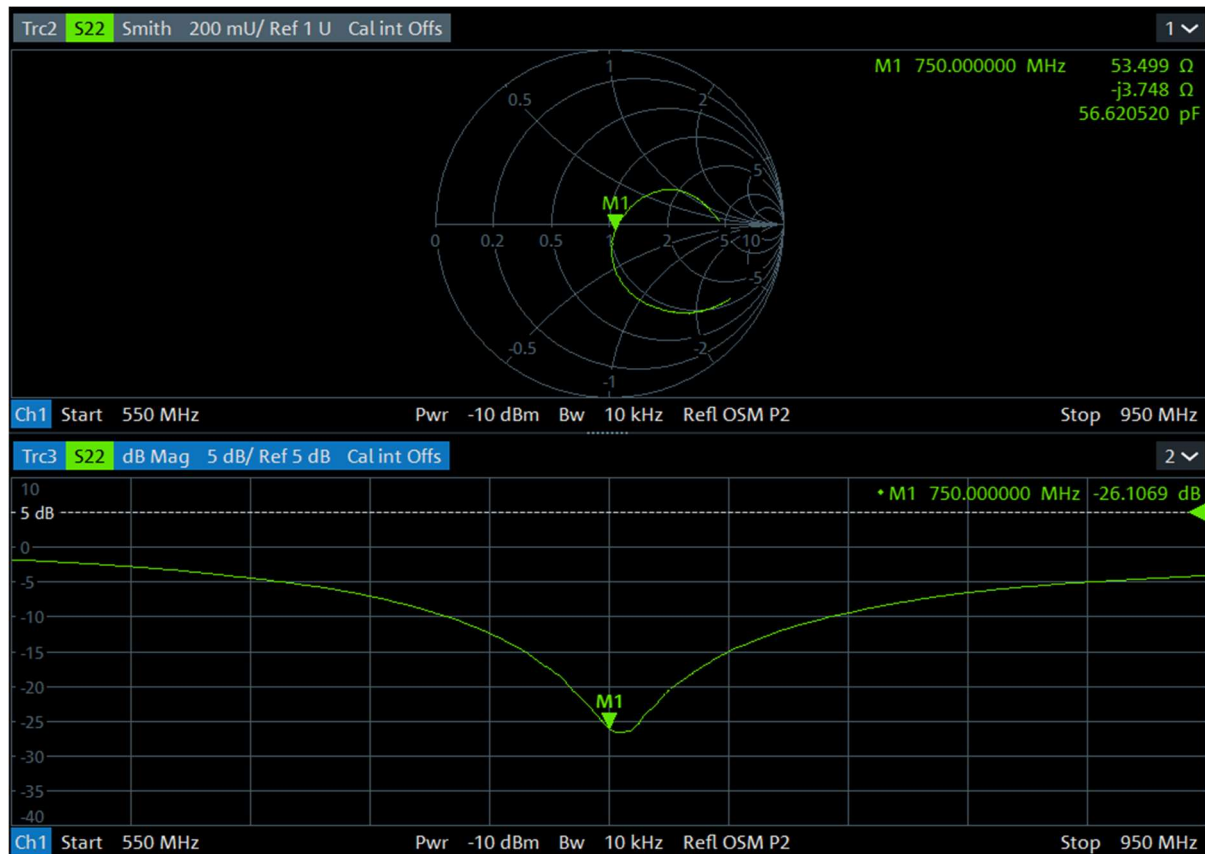 Trc2 S22 Smith 200 mU/ Ref 1 U Cal int Offs 1
M1 750.000000 MHz 53.499 Ω
-j3.748 Ω
56.620520 pF
1
0.5 2
5
M1
0 0.2 0.5 1 2 5 10
-5
-0.5 -2
-1
Ch1 Start 550 MHz Pwr -10 dBm Bw 10 kHz Refl OSM P2 Stop 950 MHz
Trc3 S22 dB Mag 5 dB/ Ref 5 dB Cal int Offs 2
10
• M1 750.000000 MHz -26.1069 dB
5 dB
0
-5
-10
-15
-20
M1
-25
-30
-35
-40
Ch1 Start 550 MHz Pwr -10 dBm Bw 10 kHz Refl OSM P2 Stop 950 MHz